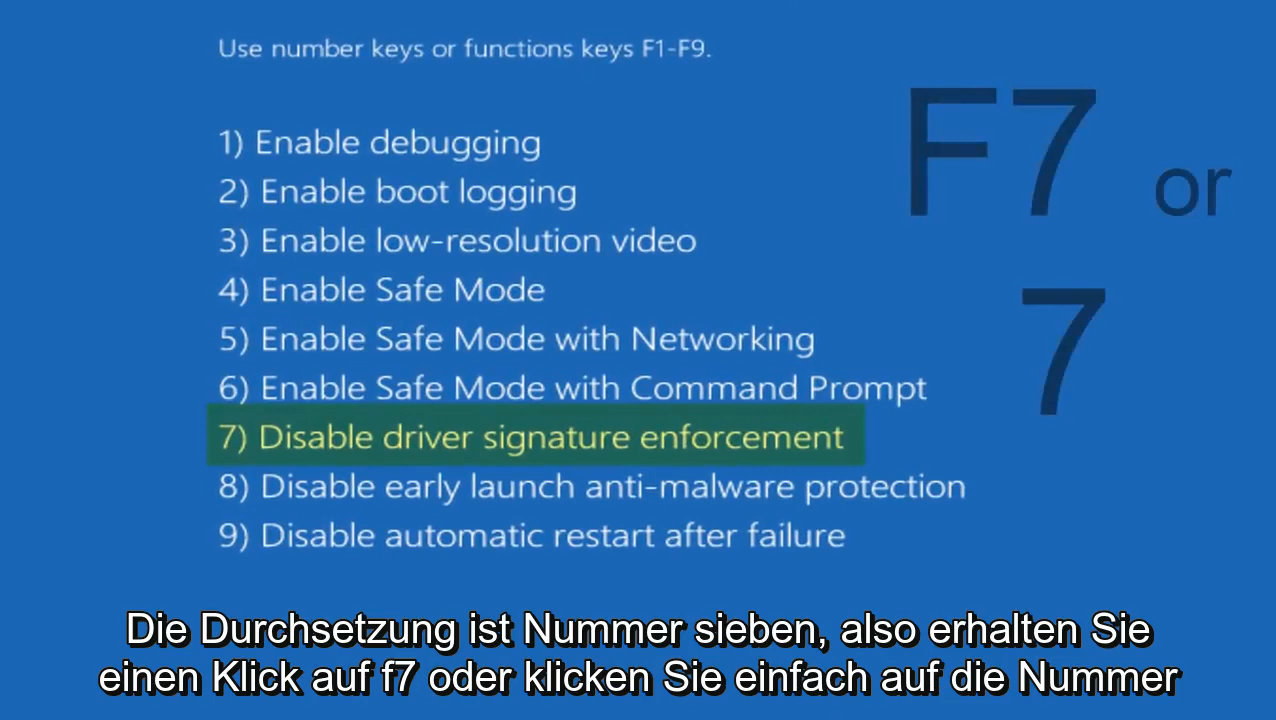 Use number keys or functions keys F1-F9.
1) Enable debugging
2) Enable boot logging
3) Enable low-resolution video
4) Enable Safe Mode
5) Enable Safe Mode with Networking
6) Enable Safe Mode with Command Prompt
7) Disable driver signature enforcement
8) Disable early launch anti-malware protection
9) Disable automatic restart after failure
F7 or
7
Die Durchsetzung ist Nummer sieben, also erhalten Sie
einen Klick auf f7 oder klicken Sie einfach auf die Nummer